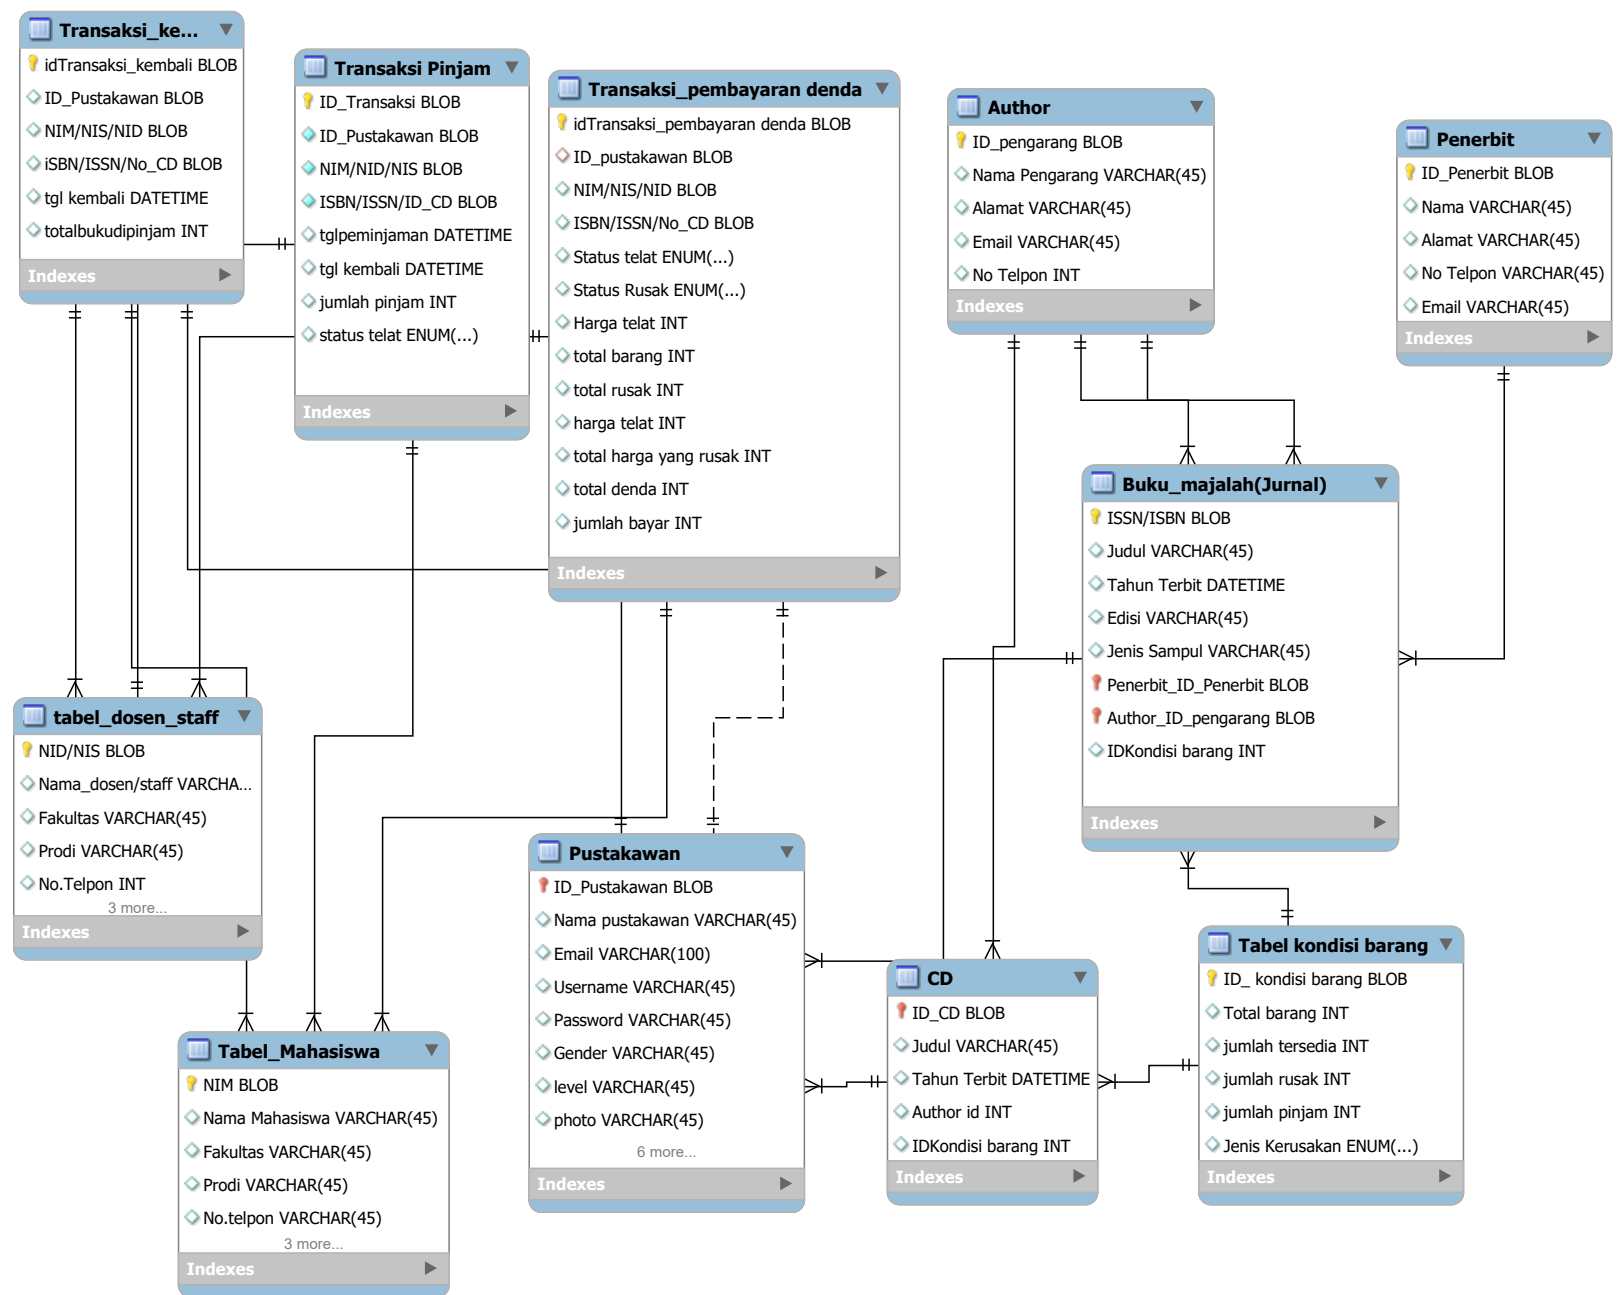 Transaksi_ke...
idTransaksi_kembali BLOB
ID_Pustakawan BLOB
NIM/NIS/NID BLOB
iSBN/ISSN/No_CD BLOB
tgl kembali DATETIME
totalbukudipinjam INT
Indexes
Transaksi Pinjam
ID_Transaksi BLOB
ID_Pustakawan BLOB
NIM/NID/NIS BLOB
ISBN/ISSN/ID_CD BLOB
tglpeminjaman DATETIME
tgl kembali DATETIME
jumlah pinjam INT
status telat ENUM(...)
Indexes
Transaksi_pembayaran denda
idTransaksi_pembayaran denda BLOB
ID_pustakawan BLOB
NIM/NIS/NID BLOB
ISBN/ISSN/No_CD BLOB
Status telat ENUM(...)
Status Rusak ENUM(...)
Harga telat INT
total barang INT
total rusak INT
harga telat INT
total harga yang rusak INT
total denda INT
jumlah bayar INT
Indexes
Author
ID_pengarang BLOB
Nama Pengarang VARCHAR(45)
Alamat VARCHAR(45)
Email VARCHAR(45)
No Telpon INT
Indexes
Penerbit
ID_Penerbit BLOB
Nama VARCHAR(45)
Alamat VARCHAR(45)
No Telpon VARCHAR(45)
Email VARCHAR(45)
Indexes
Buku_majalah(Jurnal)
ISSN/ISBN BLOB
Judul VARCHAR(45)
Tahun Terbit DATETIME
Edisi VARCHAR(45)
Jenis Sampul VARCHAR(45)
Penerbit_ID_Penerbit BLOB
Author_ID_pengarang BLOB
IDKondisi barang INT
Indexes
tabel_dosen_staff
NID/NIS BLOB
Nama_dosen/staff VARCHA...
Fakultas VARCHAR(45)
Prodi VARCHAR(45)
No.Telpon INT
3 more...
Indexes
Tabel_Mahasiswa
NIM BLOB
Nama Mahasiswa VARCHAR(45)
Fakultas VARCHAR(45)
Prodi VARCHAR(45)
No.telpon VARCHAR(45)
3 more...
Indexes
Pustakawan
ID_Pustakawan BLOB
Nama pustakawan VARCHAR(45)
Email VARCHAR(100)
Username VARCHAR(45)
Password VARCHAR(45)
Gender VARCHAR(45)
level VARCHAR(45)
photo VARCHAR(45)
6 more...
Indexes
CD
ID_CD BLOB
Judul VARCHAR(45)
Tahun Terbit DATETIME
Author id INT
IDKondisi barang INT
Indexes
Tabel kondisi barang
ID_ kondisi barang BLOB
Total barang INT
jumlah tersedia INT
jumlah rusak INT
jumlah pinjam INT
Jenis Kerusakan ENUM(...)
Indexes